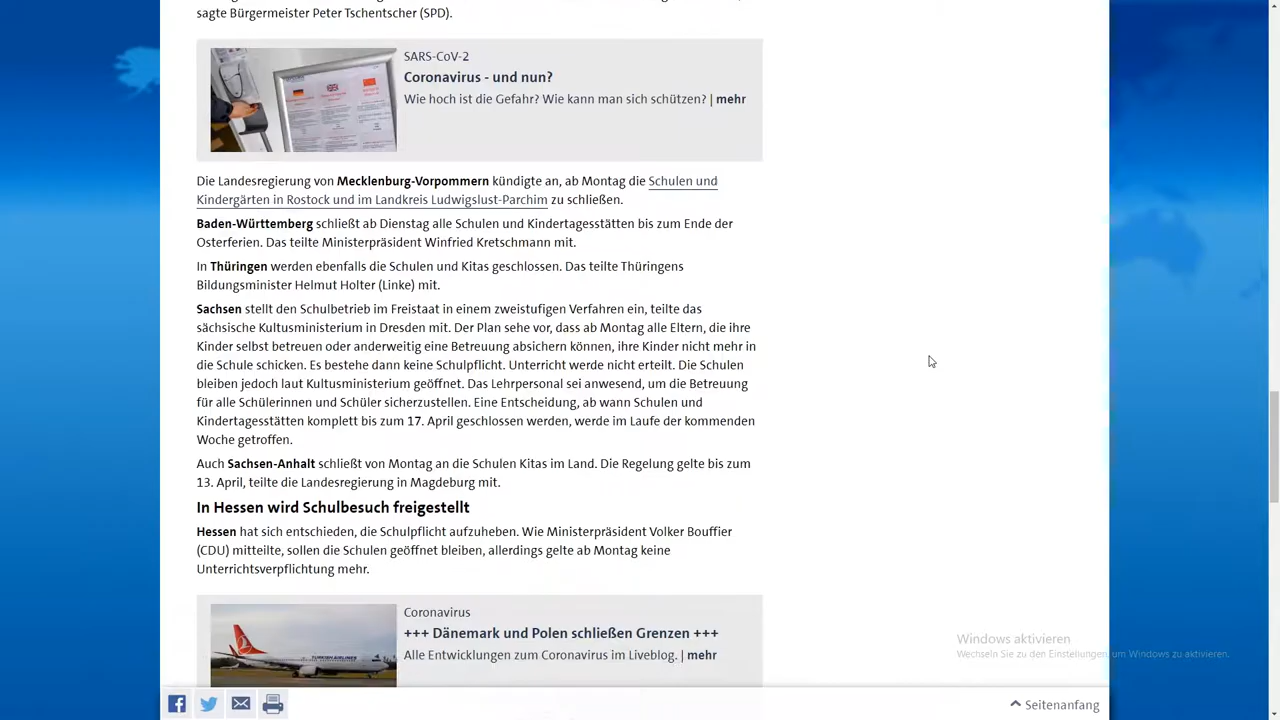 sagte Bürgermeister Peter Tschentscher (SPD).
SARS-CoV-2
Coronavirus - und nun?
Wie hoch ist die Gefahr? Wie kann man sich schützen? | mehr
Die Landesregierung von Mecklenburg-Vorpommern kündigte an, ab Montag die Schulen und
Kindergärten in Rostock und im Landkreis Ludwigslust-Parchim zu schließen.
Baden-Württemberg schließt ab Dienstag alle Schulen und Kindertagesstätten bis zum Ende der
Osterferien. Das teilte Ministerpräsident Winfried Kretschmann mit.
In Thüringen werden ebenfalls die Schulen und Kitas geschlossen. Das teilte Thüringens
Bildungsminister Helmut Holter (Linke) mit.
Sachsen stellt den Schulbetrieb im Freistaat in einem zweistufigen Verfahren ein, teilte das
sächsische Kultusministerium in Dresden mit. Der Plan sehe vor, dass ab Montag alle Eltern, die ihre
Kinder selbst betreuen oder anderweitig eine Betreuung absichern können, ihre Kinder nicht mehr in
die Schule schicken. Es bestehe dann keine Schulpflicht. Unterricht werde nicht erteilt. Die Schulen
bleiben jedoch laut Kultusministerium geöffnet. Das Lehrpersonal sei anwesend, um die Betreuung
für alle Schülerinnen und Schüler sicherzustellen. Eine Entscheidung, ab wann Schulen und
Kindertagesstätten komplett bis zum 17. April geschlossen werden, werde im Laufe der kommenden
Woche getroffen.
Auch Sachsen-Anhalt schließt von Montag an die Schulen Kitas im Land. Die Regelung gelte bis zum
13. April, teilte die Landesregierung in Magdeburg mit.
In Hessen wird Schulbesuch freigestellt
Hessen hat sich entschieden, die Schulpflicht aufzuheben. Wie Ministerpräsident Volker Bouffier
(CDU) mitteilte, sollen die Schulen geöffnet bleiben, allerdings gelte ab Montag keine
Unterrichtsverpflichtung mehr.
Coronavirus
+++ Dänemark und Polen schließen Grenzen +++
Alle Entwicklungen zum Coronavirus im Liveblog. | mehr
TURKISH AIRLINES
Windows aktivieren
Wechseln Sie zu den Einstellungen, um Windows zu aktivieren.
Seitenanfang